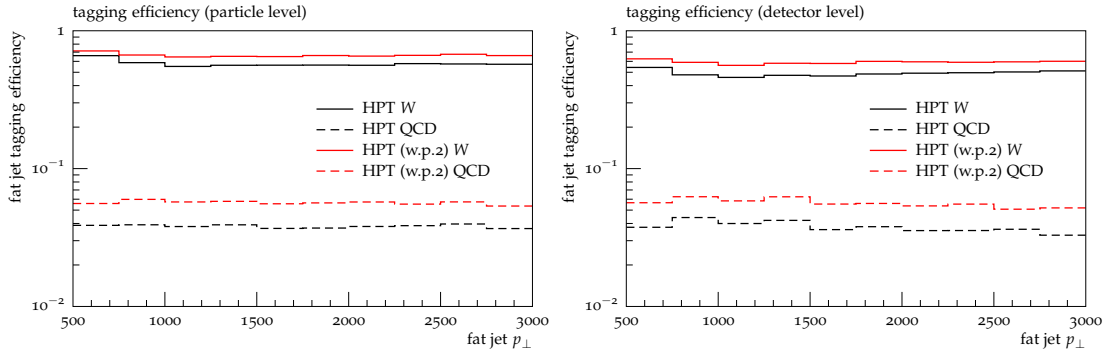 tagging efficiency (particle level)
1
10⁻¹
10⁻²
fat jet tagging efficiency
HPT W
HPT QCD
HPT (w.p.2) W
HPT (w.p.2) QCD
500 1000 1500 2000 2500 3000
fat jet p⊥
tagging efficiency (detector level)
1
10⁻¹
10⁻²
fat jet tagging efficiency
HPT W
HPT QCD
HPT (w.p.2) W
HPT (w.p.2) QCD
500 1000 1500 2000 2500 3000
fat jet p⊥